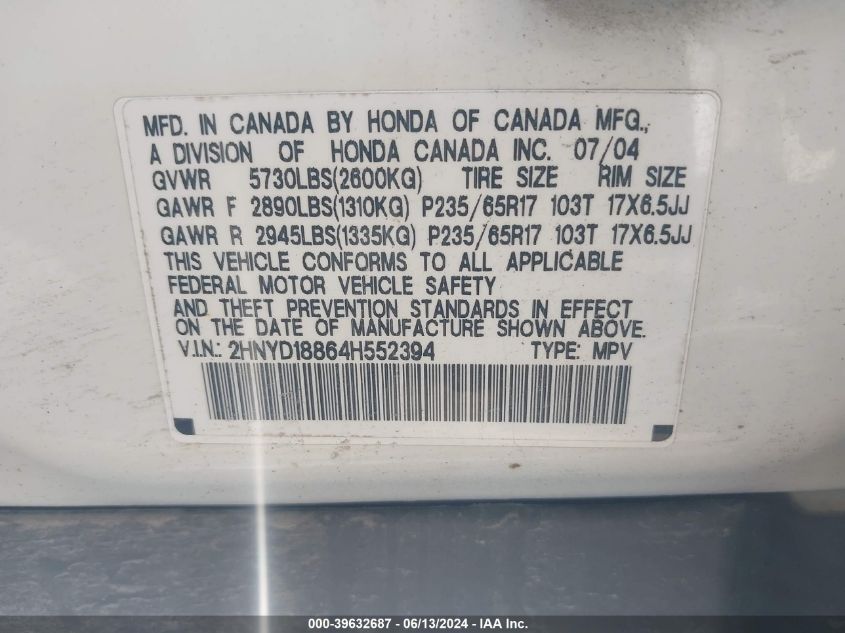 MFD. IN CANADA BY HONDA OF CANADA MFG.,
A DIVISION OF HONDA CANADA INC. 07/04
GVWR 5730LBS(2600KG) TIRE SIZE RIM SIZE
GAWR F 2890LBS(1310KG) P235/65R17 103T 17X6.5JJ
GAWR R 2945LBS(1335KG) P235/65R17 103T 17X6.5JJ
THIS VEHICLE CONFORMS TO ALL APPLICABLE
FEDERAL MOTOR VEHICLE SAFETY
AND THEFT PREVENTION STANDARDS IN EFFECT
ON THE DATE OF MANUFACTURE SHOWN ABOVE.
V.I.N.: 2HNYD18864H552394 TYPE: MPV
000-39632687 - 06/13/2024 - IAA Inc.